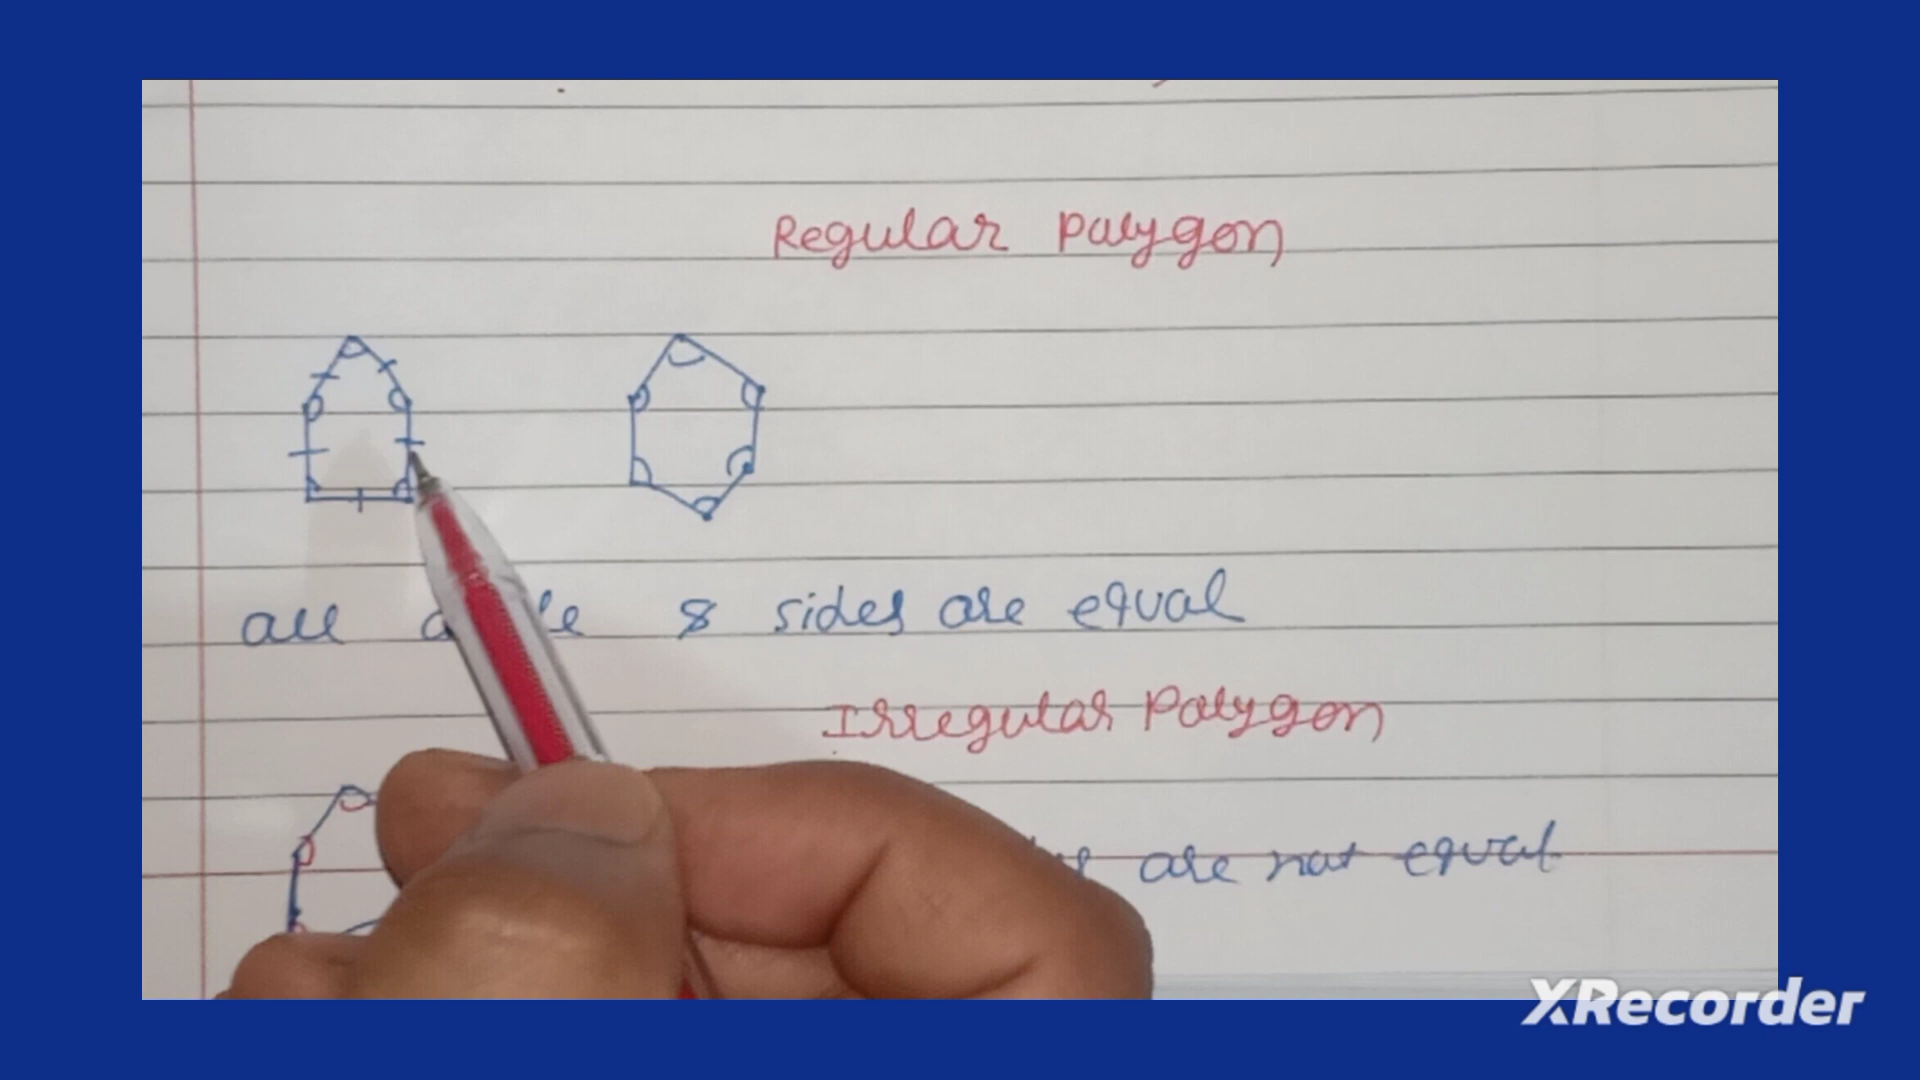 Regular Polygon
all & sides are equal
Irregular Polygon
are not equal
XRecorder